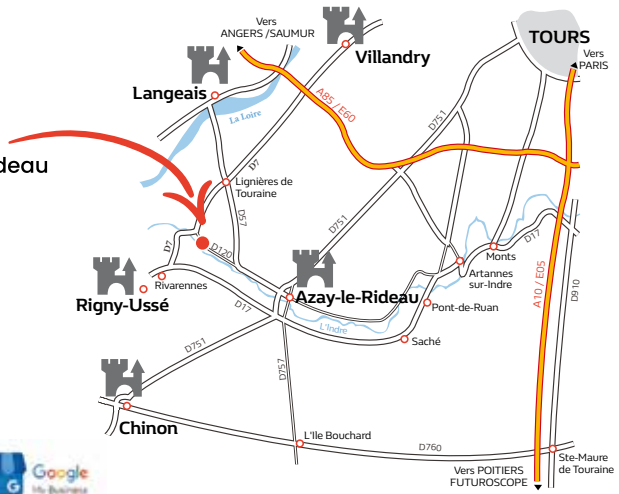 Vers
ANGERS /SAUMUR
Villandry
TOURS
Vers
PARIS
Langeais
La Loire
A85 / E60
D751
deau
D7
Lignières de
Touraine
D57
D751
D7
D120
D17
Monts
Artannes
sur-Indre
Rivarennes
Rigny-Ussé
Azay-le-Rideau
Pont-de-Ruan
A10 / E05
D910
D17
L'Indre
Saché
D751
D757
Chinon
L'Ile Bouchard
D760
Ste-Maure
de Touraine
Vers POITIERS
FUTUROSCOPE
G
Google
My Business